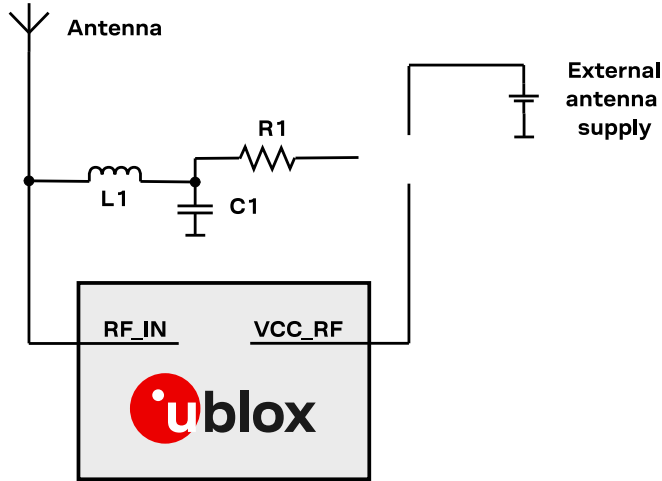 Antenna
External
antenna
supply
R1
L1
C1
RF_IN
VCC_RF
ublox